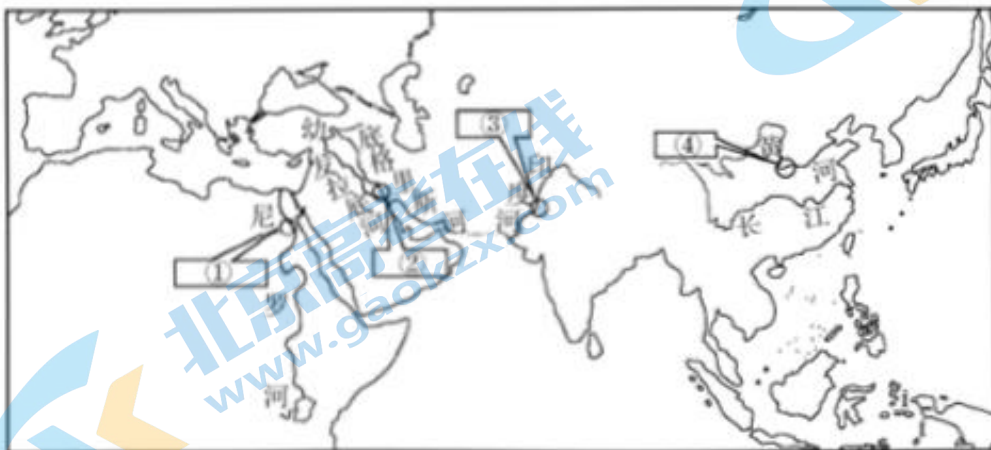 ①
②
③
④
尼
罗
河
幼
发
拉
底
河
底
格
里
斯
河
印
度
河
黄
河
长 江
北京高考在线
www.gaokzx.com